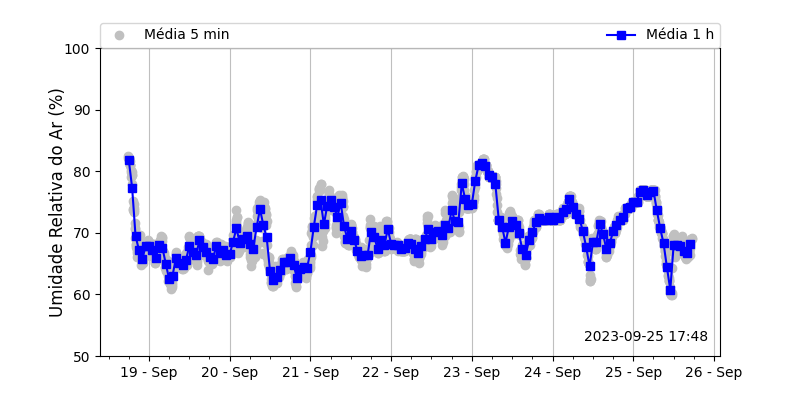 Média 5 min Média 1 h
Umidade Relativa do Ar (%)
100
90
80
70
60
50
2023-09-25 17:48
19 - Sep 20 - Sep 21 - Sep 22 - Sep 23 - Sep 24 - Sep 25 - Sep 26 - Sep